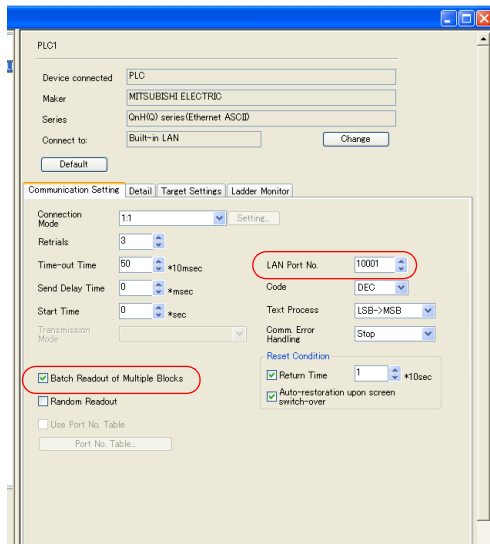 PLC1
Device connected PLC
Maker MITSUBISHI ELECTRIC
Series QnH(Q) series(Ethernet ASCII)
Connect to: Built-in LAN Change
Default
Communication Setting Detail Target Settings Ladder Monitor
Connection Mode 1:1 Setting...
Retrials 3
Time-out Time 50 *10msec LAN Port No. 10001
Send Delay Time 0 *msec Code DEC
Start Time 0 *sec Text Process LSB->MSB
Transmission Mode Comm. Error Handling Stop
Reset Condition
Batch Readout of Multiple Blocks Return Time 1 *10sec
Random Readout Auto-restoration upon screen switch-over
Use Port No. Table
Port No. Table...